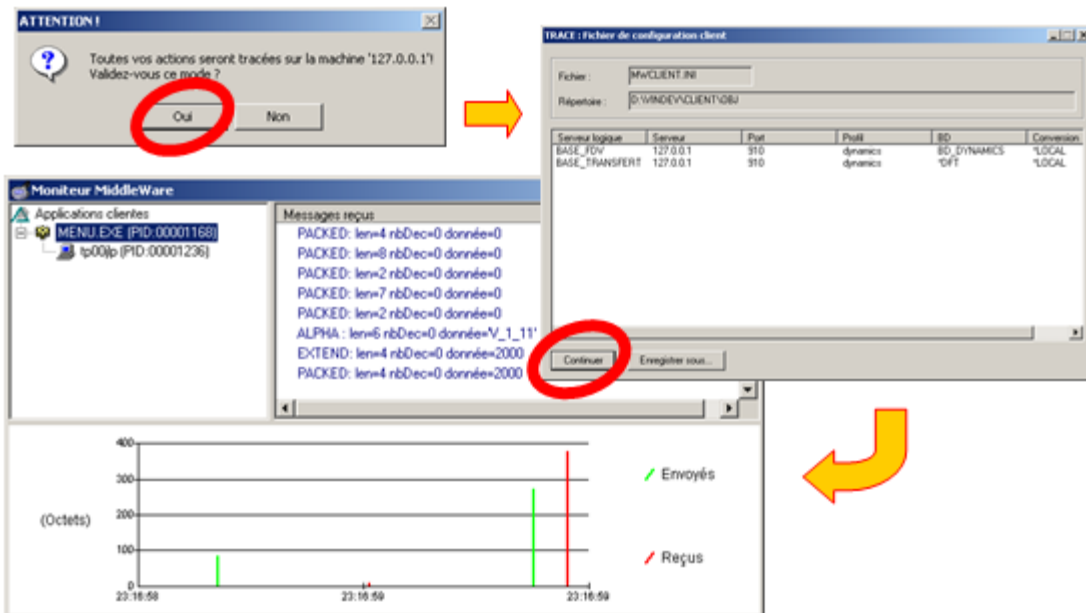 ATTENTION !
Toutes vos actions seront tracées sur la machine '127.0.0.1'!
Validez-vous ce mode ?
Oui
Non
TRACE : Fichier de configuration client
Fichier :
MWCLIENT.INI
Répertoire :
D:\WINDEV\CLIENT\OBJ
Serveur logique Serveur Port Profil BD Conversion
BASE_FDV 127.0.0.1 910 dynamics BD_DYNAMICS *LOCAL
BASE_TRANSFERT 127.0.0.1 910 dynamics *DFT *LOCAL
Continuer
Enregistrer sous...
Moniteur MiddleWare
Applications clientes
MENU.EXE (PID:00001168)
tp00jlp (PID:00001236)
Messages reçus
PACKED: len=4 nbDec=0 donnée=0
PACKED: len=8 nbDec=0 donnée=0
PACKED: len=2 nbDec=0 donnée=0
PACKED: len=7 nbDec=0 donnée=0
PACKED: len=2 nbDec=0 donnée=0
ALPHA : len=6 nbDec=0 donnée='V_1_11'
EXTEND: len=4 nbDec=0 donnée=2000
PACKED: len=4 nbDec=0 donnée=2000
400
300
(Octets)
200
100
0
23:16:58
23:16:59
23:16:59
Envoyés
Reçus